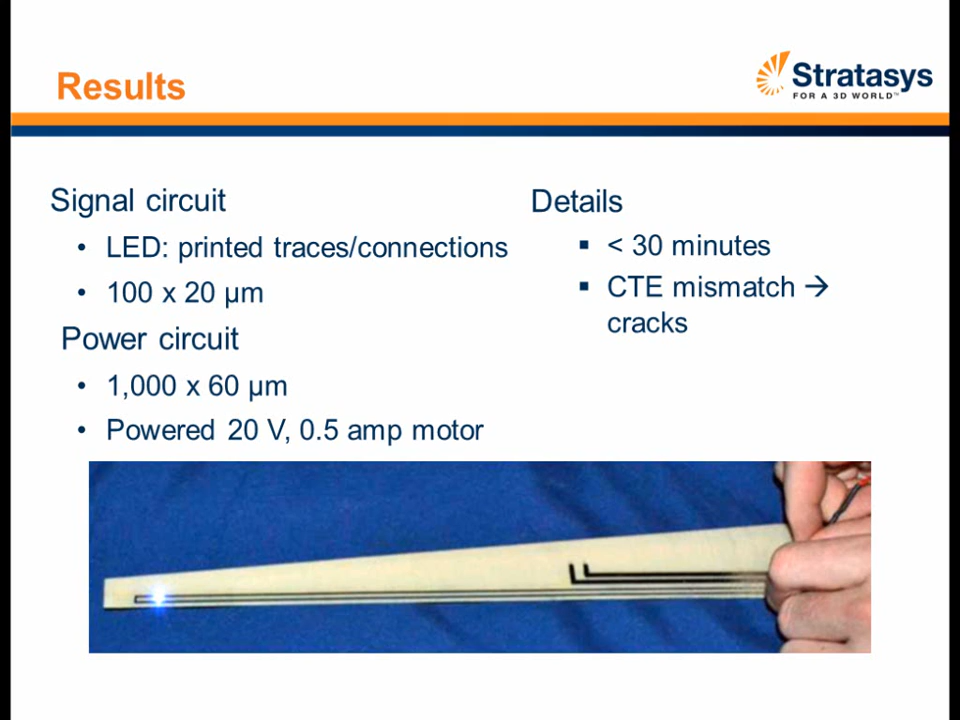 Results
Stratasys
FOR A 3D WORLD™
Signal circuit
• LED: printed traces/connections
• 100 x 20 µm
Power circuit
• 1,000 x 60 µm
• Powered 20 V, 0.5 amp motor
Details
▪ < 30 minutes
▪ CTE mismatch →
cracks